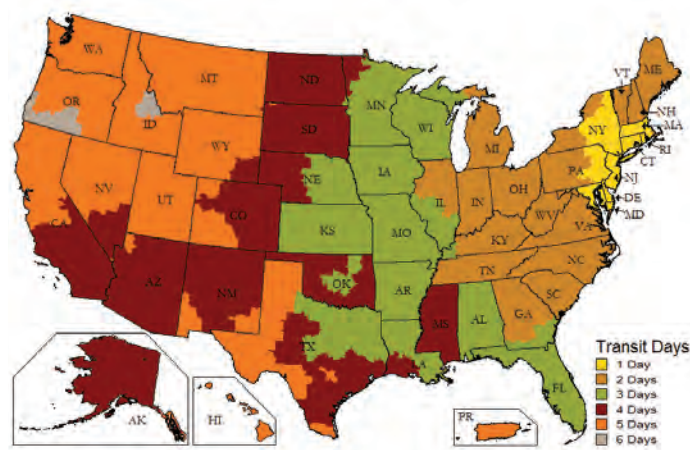 WA
MT
ND
MN
VT
ME
OR
ID
SD
WI
MI
NY
NH
MA
RI
CT
WY
NE
IA
PA
NJ
NV
UT
CO
IL
IN
OH
DE
MD
WV
VA
CA
KS
MO
KY
AZ
NM
OK
AR
TN
NC
SC
MS
AL
GA
TX
A
FL
AK
HI
PR
Transit Days
1 Day
2 Days
3 Days
4 Days
5 Days
6 Days